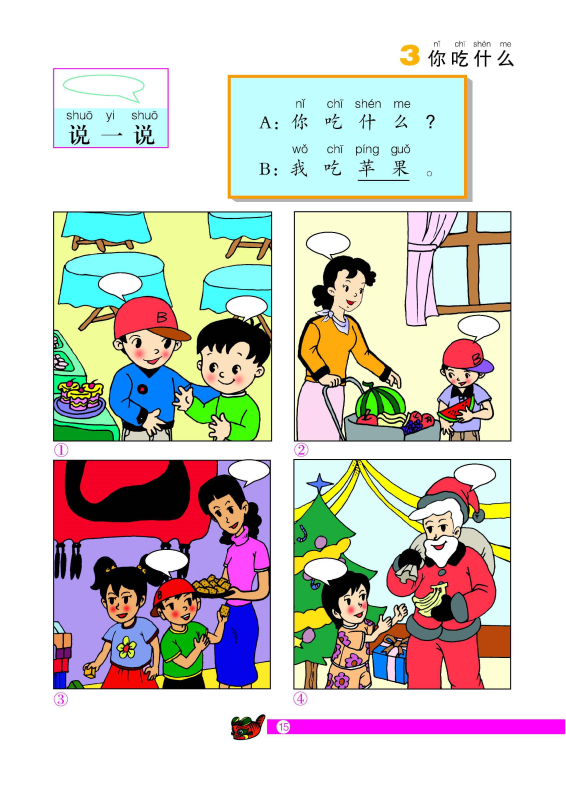 nǐ chī shén me
3 你吃什么
shuō yi shuō
说一说
nǐ chī shén me
A: 你吃什么?
wǒ chī píng guǒ
B: 我吃苹果。
B
B
①
②
B
③
④
15